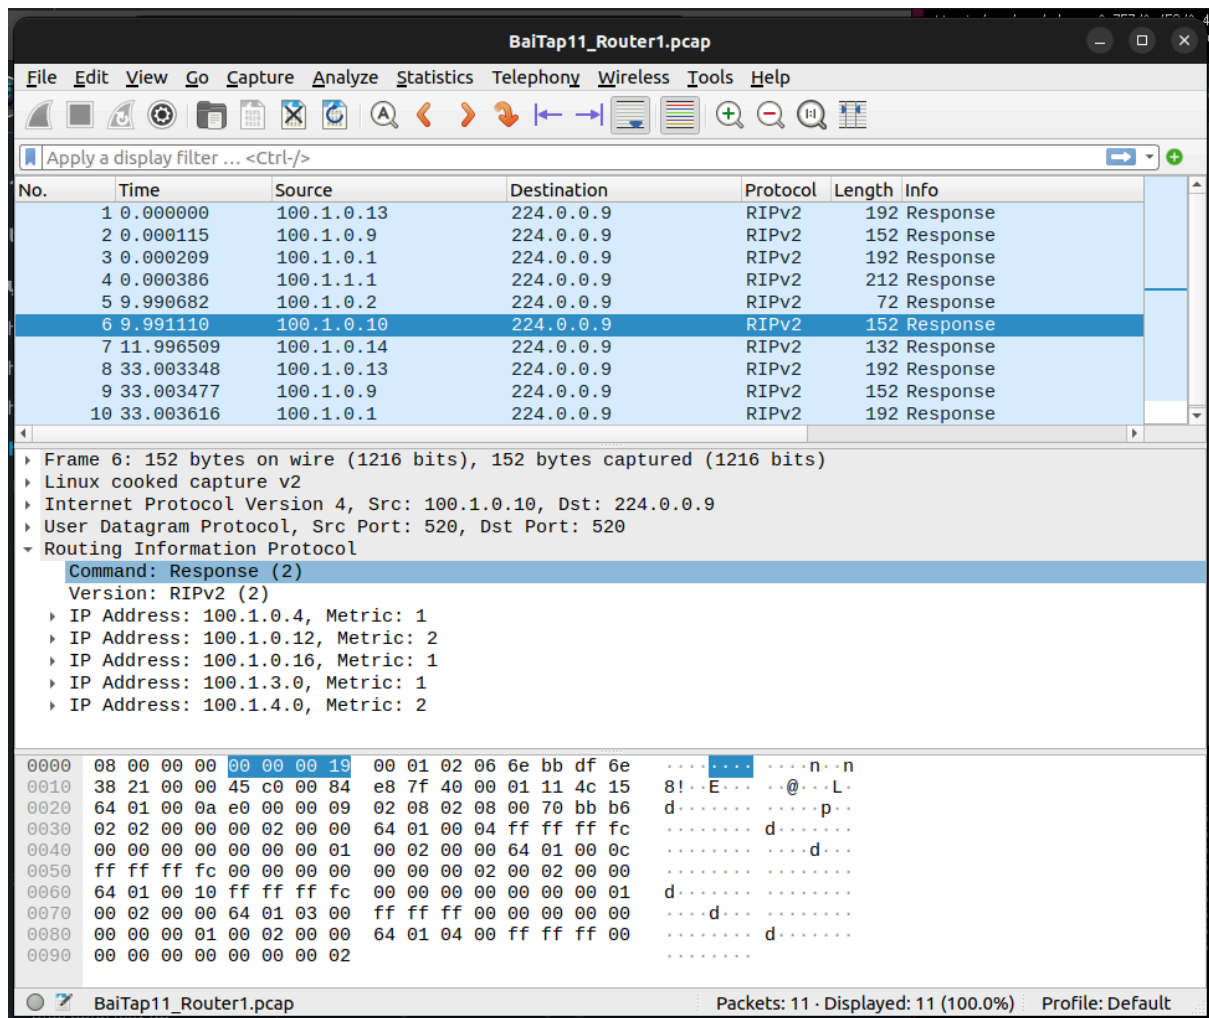 BaiTap11_Router1.pcap
File Edit View Go Capture Analyze Statistics Telephony Wireless Tools Help
Apply a display filter … <Ctrl-/>
No. Time Source Destination Protocol Length Info
1 0.000000 100.1.0.13 224.0.0.9 RIPv2 192 Response
2 0.000115 100.1.0.9 224.0.0.9 RIPv2 152 Response
3 0.000209 100.1.0.1 224.0.0.9 RIPv2 192 Response
4 0.000386 100.1.1.1 224.0.0.9 RIPv2 212 Response
5 9.990682 100.1.0.2 224.0.0.9 RIPv2 72 Response
6 9.991110 100.1.0.10 224.0.0.9 RIPv2 152 Response
7 11.996509 100.1.0.14 224.0.0.9 RIPv2 132 Response
8 33.003348 100.1.0.13 224.0.0.9 RIPv2 192 Response
9 33.003477 100.1.0.9 224.0.0.9 RIPv2 152 Response
10 33.003616 100.1.0.1 224.0.0.9 RIPv2 192 Response
Frame 6: 152 bytes on wire (1216 bits), 152 bytes captured (1216 bits)
Linux cooked capture v2
Internet Protocol Version 4, Src: 100.1.0.10, Dst: 224.0.0.9
User Datagram Protocol, Src Port: 520, Dst Port: 520
Routing Information Protocol
Command: Response (2)
Version: RIPv2 (2)
IP Address: 100.1.0.4, Metric: 1
IP Address: 100.1.0.12, Metric: 2
IP Address: 100.1.0.16, Metric: 1
IP Address: 100.1.3.0, Metric: 1
IP Address: 100.1.4.0, Metric: 2
0000 08 00 00 00 00 00 00 19 00 01 02 06 6e bb df 6e ········ ····n··n
0010 38 21 00 00 45 c0 00 84 e8 7f 40 00 01 11 4c 15 8!··E··· ··@···L·
0020 64 01 00 0a e0 00 00 09 02 08 02 08 00 70 bb b6 d······· ·····p··
0030 02 02 00 00 00 02 00 00 64 01 00 04 ff ff ff fc ········ d·······
0040 00 00 00 00 00 00 00 01 00 02 00 00 64 01 00 0c ········ ····d···
0050 ff ff ff fc 00 00 00 00 00 00 00 02 00 02 00 00 ········ ········
0060 64 01 00 10 ff ff ff fc 00 00 00 00 00 00 00 01 d······· ········
0070 00 02 00 00 64 01 03 00 ff ff ff 00 00 00 00 00 ····d··· ········
0080 00 00 00 01 00 02 00 00 64 01 04 00 ff ff ff 00 ········ d·······
0090 00 00 00 00 00 00 00 02 ········
BaiTap11_Router1.pcap Packets: 11 · Displayed: 11 (100.0%) Profile: Default